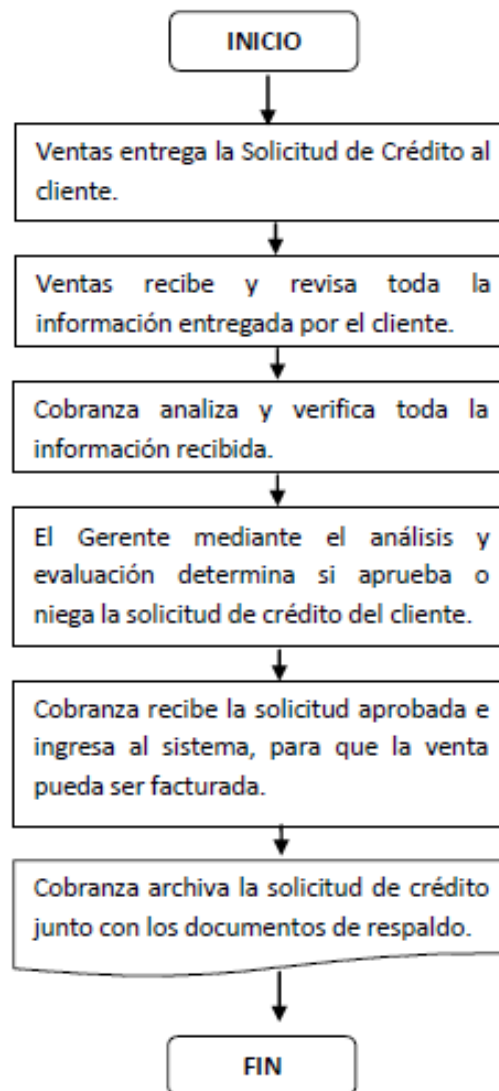 INICIO
Ventas entrega la Solicitud de Crédito al
cliente.
Ventas recibe y revisa toda la
información entregada por el cliente.
Cobranza analiza y verifica toda la
información recibida.
El Gerente mediante el análisis y
evaluación determina si aprueba o
niega la solicitud de crédito del cliente.
Cobranza recibe la solicitud aprobada e
ingresa al sistema, para que la venta
pueda ser facturada.
Cobranza archiva la solicitud de crédito
junto con los documentos de respaldo.
FIN